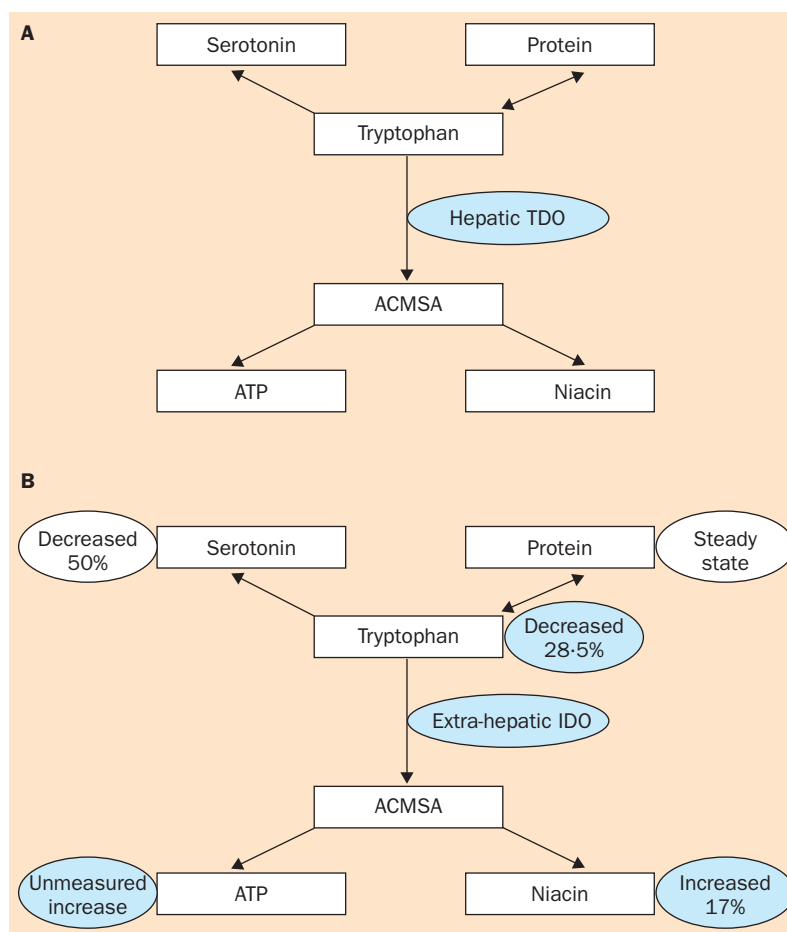 A
Serotonin
Protein
Tryptophan
Hepatic TDO
ACMSA
ATP
Niacin
B
Decreased
50%
Serotonin
Protein
Steady
state
Tryptophan
Decreased
28·5%
Extra-hepatic IDO
ACMSA
Unmeasured
increase
ATP
Niacin
Increased
17%